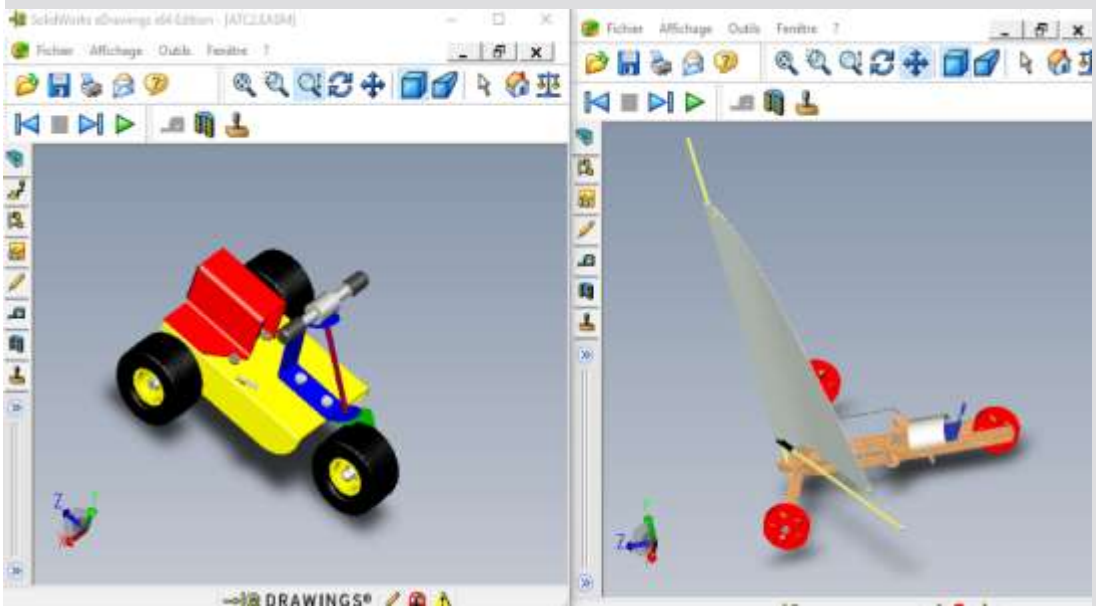 SolidWorks eDrawings x64 Edition - [ATC2.EASM]
Fichier Affichage Outils Fenêtre ?
Fichier Affichage Outils Fenêtre ?
Z
Z
DRAWINGS®